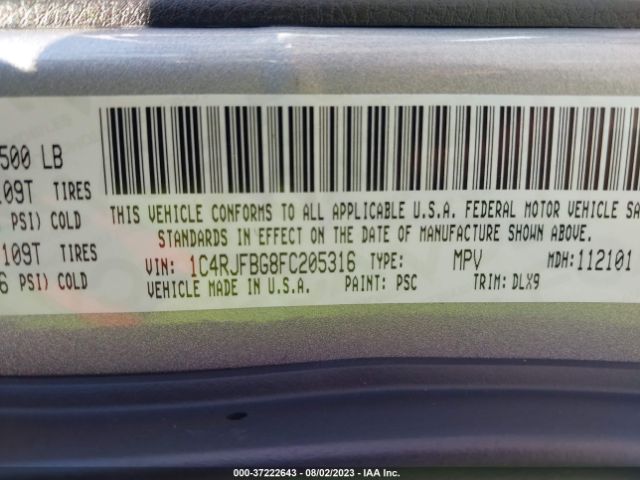 500 LB
109T TIRES
PSI) COLD
109T TIRES
6 PSI) COLD
THIS VEHICLE CONFORMS TO ALL APPLICABLE U.S.A. FEDERAL MOTOR VEHICLE SA
STANDARDS IN EFFECT ON THE DATE OF MANUFACTURE SHOWN ABOVE.
VIN: 1C4RJFBG8FC205316 TYPE: MPV MDH: 112101
VEHICLE MADE IN U.S.A. PAINT: PSC TRIM: DLX9
000-37222643 - 08/02/2023 - IAAI.COM